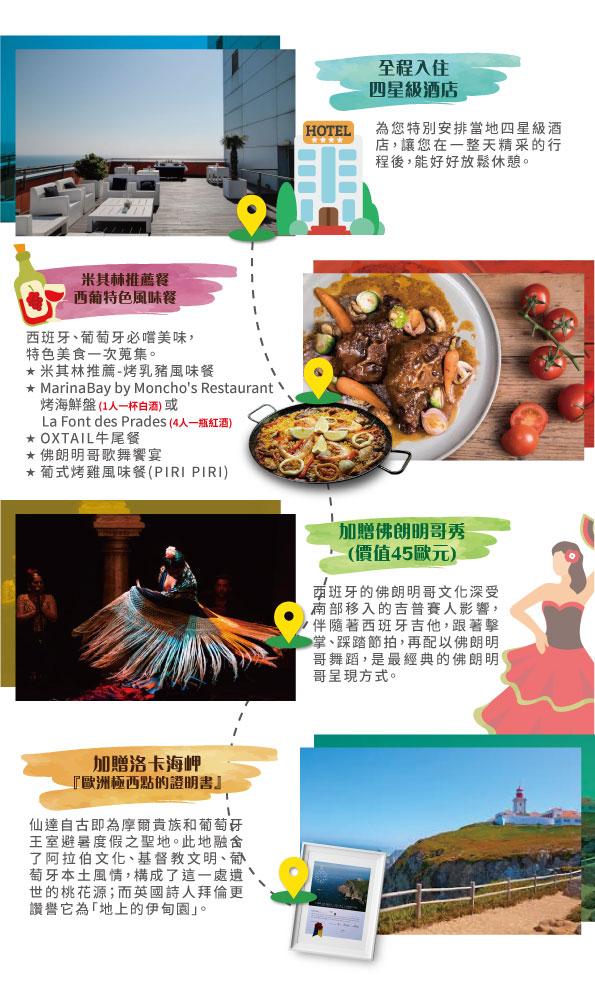 全程入住
四星級酒店
HOTEL
為您特別安排當地四星級酒
店，讓您在一整天精采的行
程後，能好好放鬆休憩。
米其林推薦餐
西葡特色風味餐
西班牙、葡萄牙必嚐美味，
特色美食一次蒐集。
★ 米其林推薦-烤乳豬風味餐
★ MarinaBay by Moncho's Restaurant
烤海鮮盤 (1人一杯白酒) 或
La Font des Prades (4人一瓶紅酒)
★ OXTAIL牛尾餐
★ 佛朗明哥歌舞饗宴
★ 葡式烤雞風味餐(PIRI PIRI)
加贈佛朗明哥秀
(價值45歐元)
西班牙的佛朗明哥文化深受
南部移入的吉普賽人影響，
伴隨著西班牙吉他，跟著擊
掌、踩踏節拍，再配以佛朗明
哥舞蹈，是最經典的佛朗明
哥呈現方式。
加贈洛卡海岬
『歐洲極西點的證明書』
仙達自古即為摩爾貴族和葡萄牙
王室避暑度假之聖地。此地融合
了阿拉伯文化、基督教文明、葡
萄牙本土風情，構成了這一處遺
世的桃花源；而英國詩人拜倫更
讚譽它為「地上的伊甸園」。